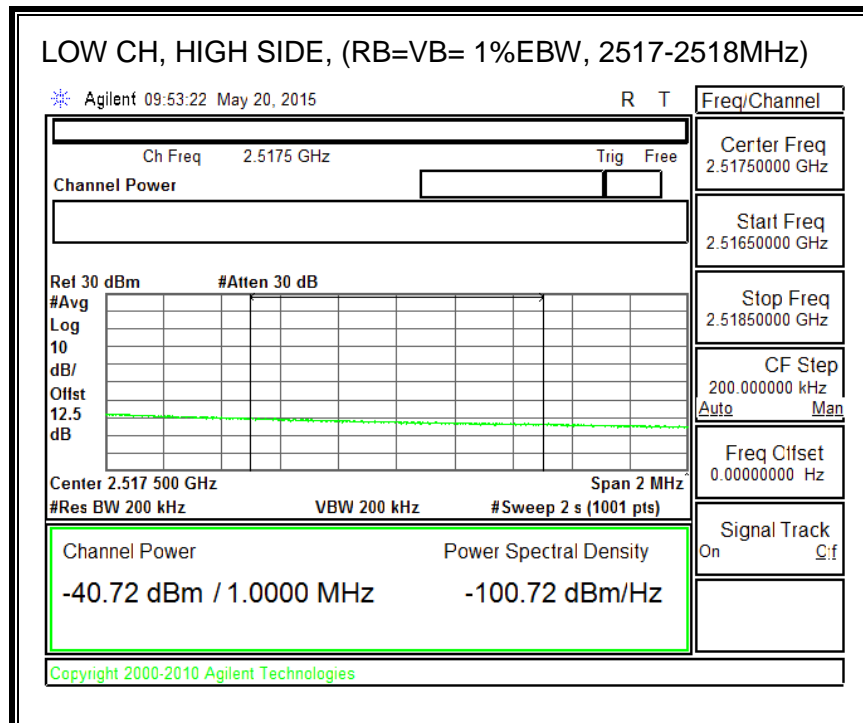 LOW CH, HIGH SIDE, (RB=VB= 1%EBW, 2517-2518MHz)
Agilent 09:53:22 May 20, 2015 R T
Freq/Channel
Ch Freq 2.5175 GHz Trig Free
Channel Power
Center Freq
2.51750000 GHz
Start Freq
2.51650000 GHz
Stop Freq
2.51850000 GHz
CF Step
200.000000 kHz
Auto Man
Freq Offset
0.00000000 Hz
Signal Track
On Off
Ref 30 dBm #Atten 30 dB
#Avg
Log
10
dB/
Offst
12.5
dB
Center 2.517 500 GHz Span 2 MHz
#Res BW 200 kHz VBW 200 kHz #Sweep 2 s (1001 pts)
Channel Power Power Spectral Density
-40.72 dBm / 1.0000 MHz -100.72 dBm/Hz
Copyright 2000-2010 Agilent Technologies